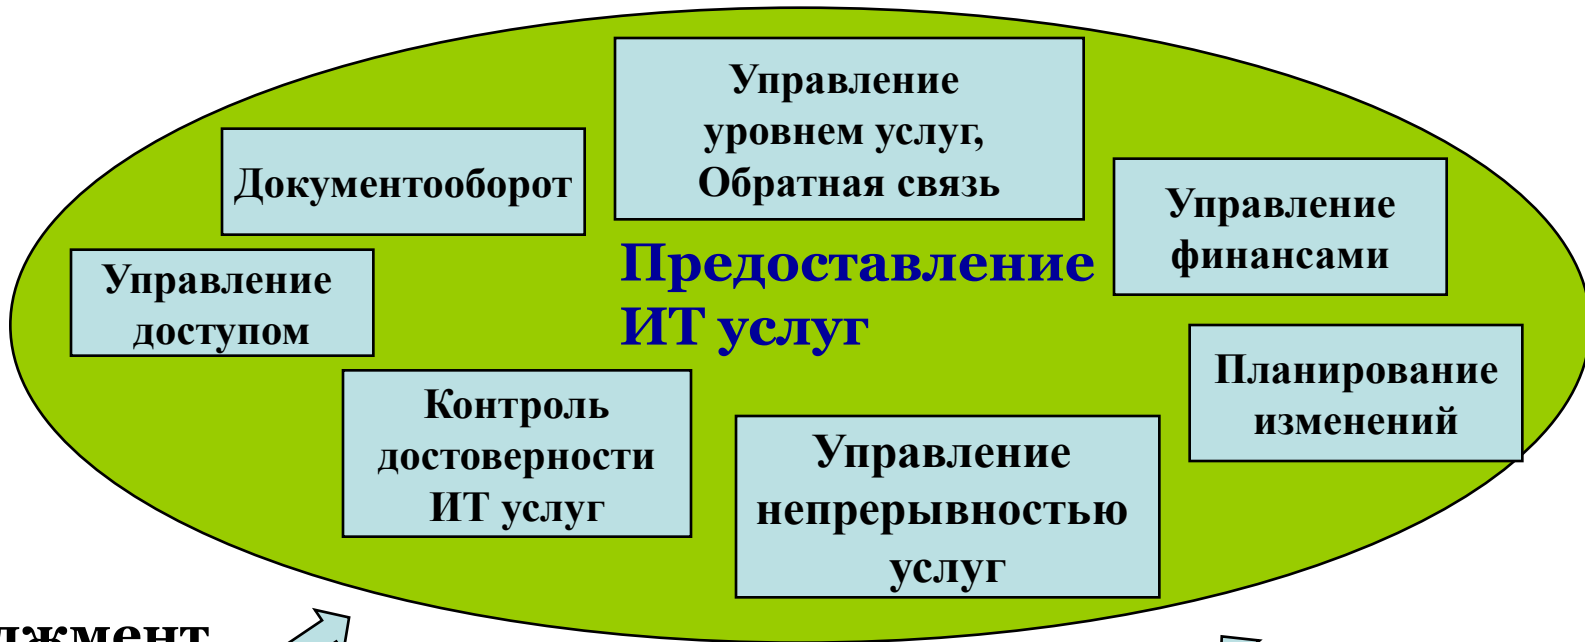 Управление
уровнем услуг,
Обратная связь
Документооборот
Управление
финансами
Управление
доступом
Предоставление
ИТ услуг
Планирование
изменений
Контроль
достоверности
ИТ услуг
Управление
непрерывностью
услуг